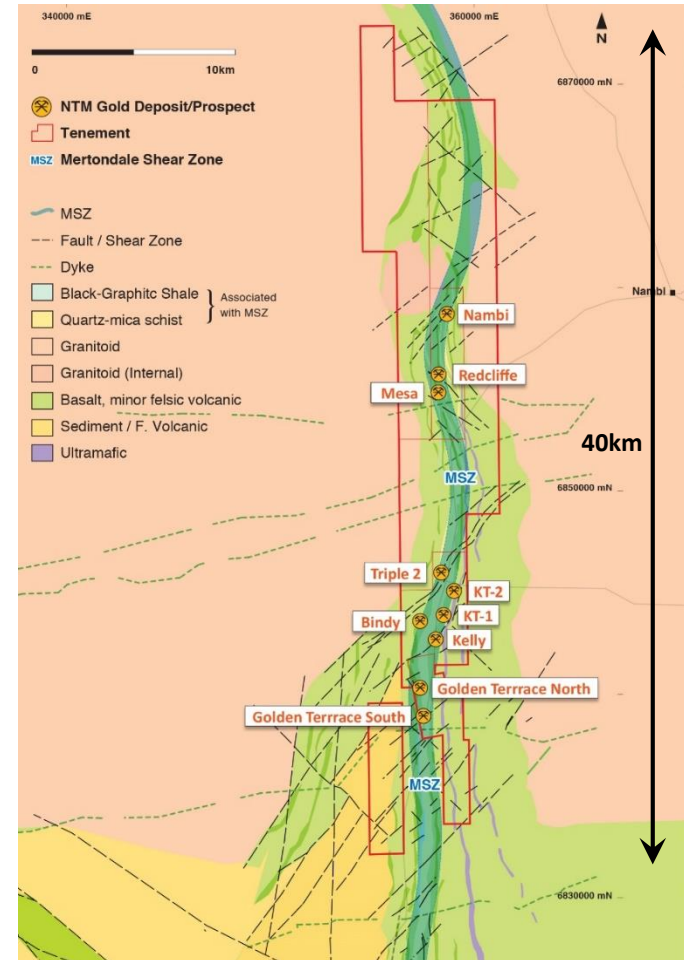 340000 mE
360000 mE
N
0 10km
6870000 mN
NTM Gold Deposit/Prospect
Tenement
MSZ Mertondale Shear Zone
MSZ
Fault / Shear Zone
Dyke
Black-Graphitc Shale
Quartz-mica schist
Associated
with MSZ
Granitoid
Granitoid (Internal)
Basalt, minor felsic volcanic
Sediment / F. Volcanic
Ultramafic
Nambi
Nambi
Redcliffe
Mesa
40km
MSZ
6850000 mN
Triple 2
KT-2
KT-1
Bindy
Kelly
Golden Terrrace North
Golden Terrrace South
MSZ
6830000 mN